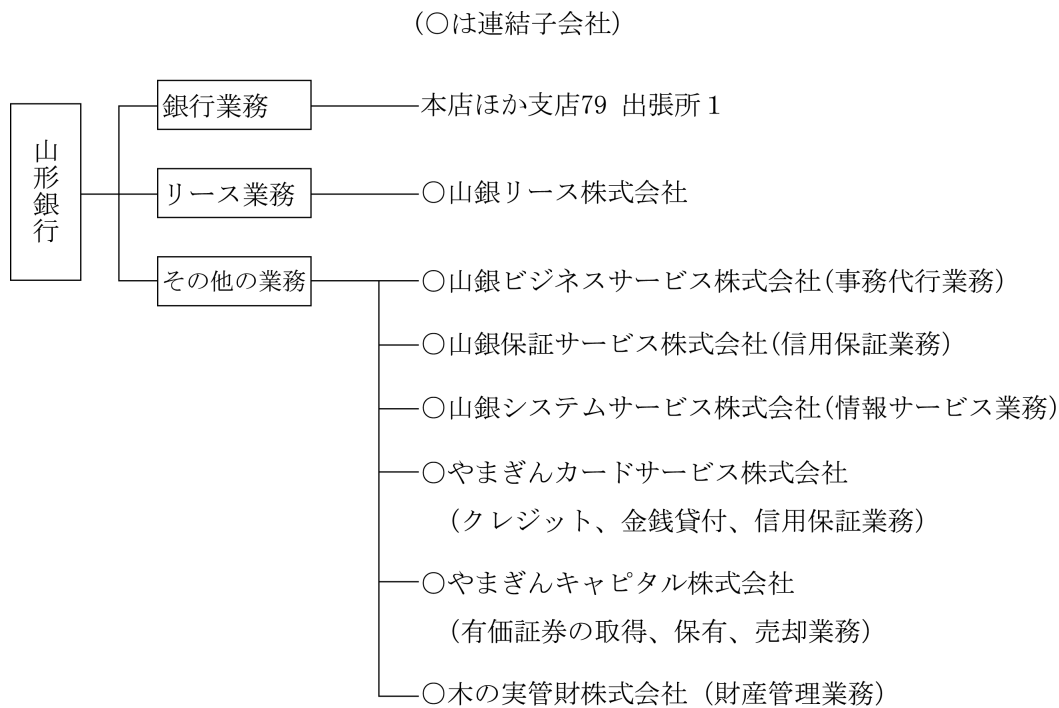 (○は連結子会社)
山形銀行
銀行業務
本店ほか支店79 出張所1
リース業務
○山銀リース株式会社
その他の業務
○山銀ビジネスサービス株式会社(事務代行業務)
○山銀保証サービス株式会社(信用保証業務)
○山銀システムサービス株式会社(情報サービス業務)
○やまぎんカードサービス株式会社
(クレジット、金銭貸付、信用保証業務)
○やまぎんキャピタル株式会社
(有価証券の取得、保有、売却業務)
○木の実管財株式会社 (財産管理業務)